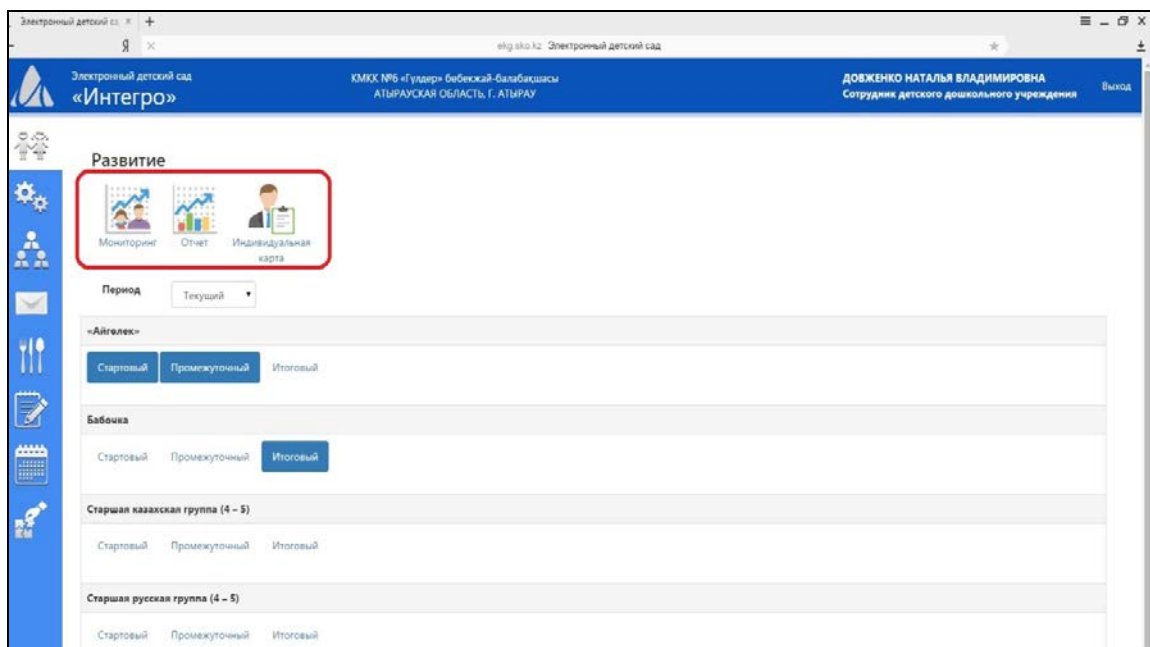 Электронный детский са
Я
ekg.sko.kz Электронный детский сад
Электронный детский сад
«Интегро»
КМҚК №6 «Гүлдер» бөбекжай-балабақшасы
АТЫРАУСКАЯ ОБЛАСТЬ, Г. АТЫРАУ
ДОВЖЕНКО НАТАЛЬЯ ВЛАДИМИРОВНА
Сотрудник детского дошкольного учреждения
Выход
Развитие
Мониторинг
Отчет
Индивидуальная
карта
Период
Текущий
«Айгөлек»
Стартовый Промежуточный Итоговый
Бабочка
Стартовый Промежуточный Итоговый
Старшая казахская группа (4 – 5)
Стартовый Промежуточный Итоговый
Старшая русская группа (4 – 5)
Стартовый Промежуточный Итоговый